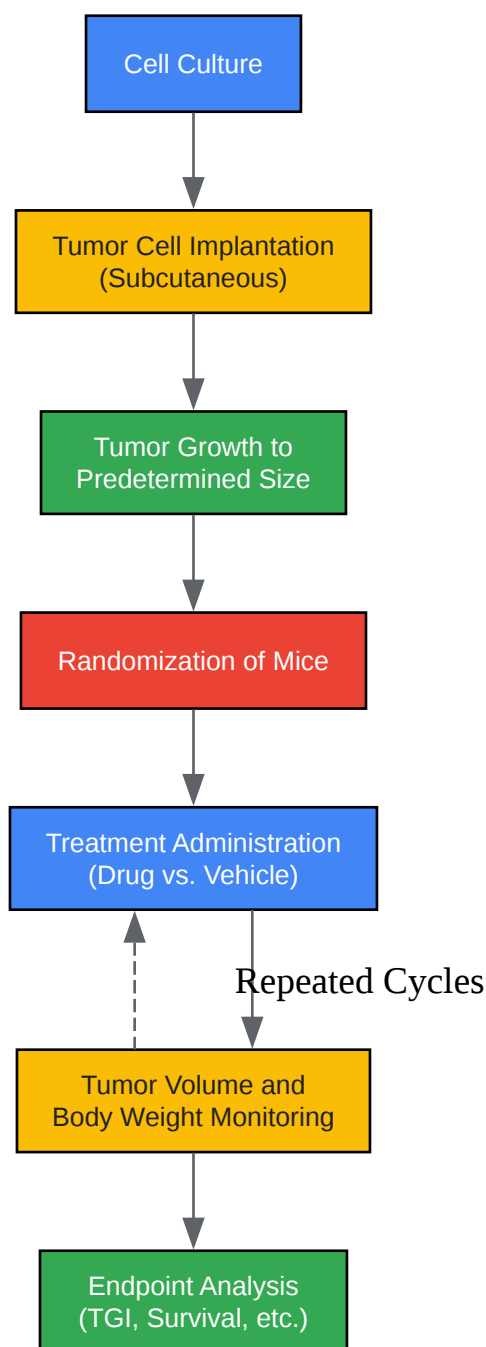 Cell Culture
Tumor Cell Implantation
(Subcutaneous)
Tumor Growth to
Predetermined Size
Randomization of Mice
Treatment Administration
(Drug vs. Vehicle)
Repeated Cycles
Tumor Volume and
Body Weight Monitoring
Endpoint Analysis
(TGI, Survival, etc.)